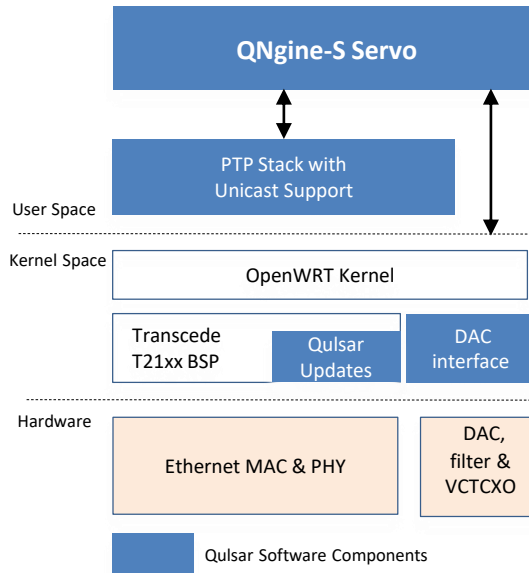 QNgine-S Servo
PTP Stack with
Unicast Support
User Space
Kernel Space
OpenWRT Kernel
Transcede
T21xx BSP
Qulsar
Updates
DAC
interface
Hardware
Ethernet MAC & PHY
DAC,
filter &
VCTCXO
Qulsar Software Components